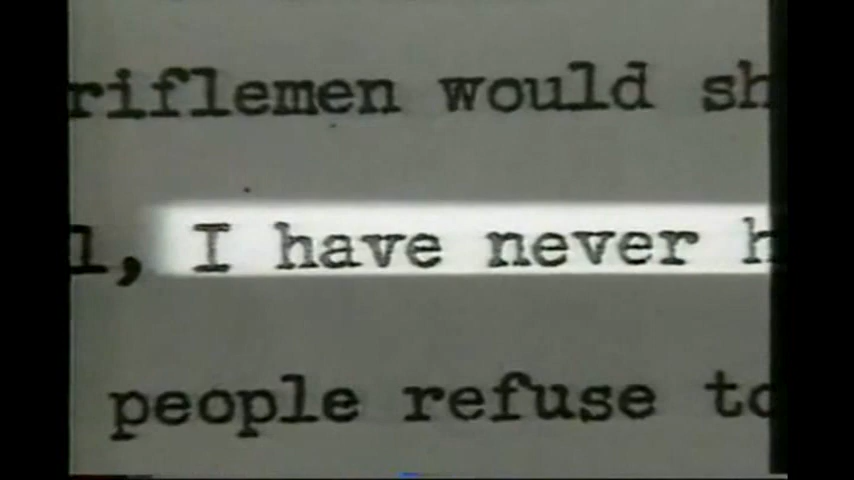 riflemen would sh
l, I have never h
people refuse to